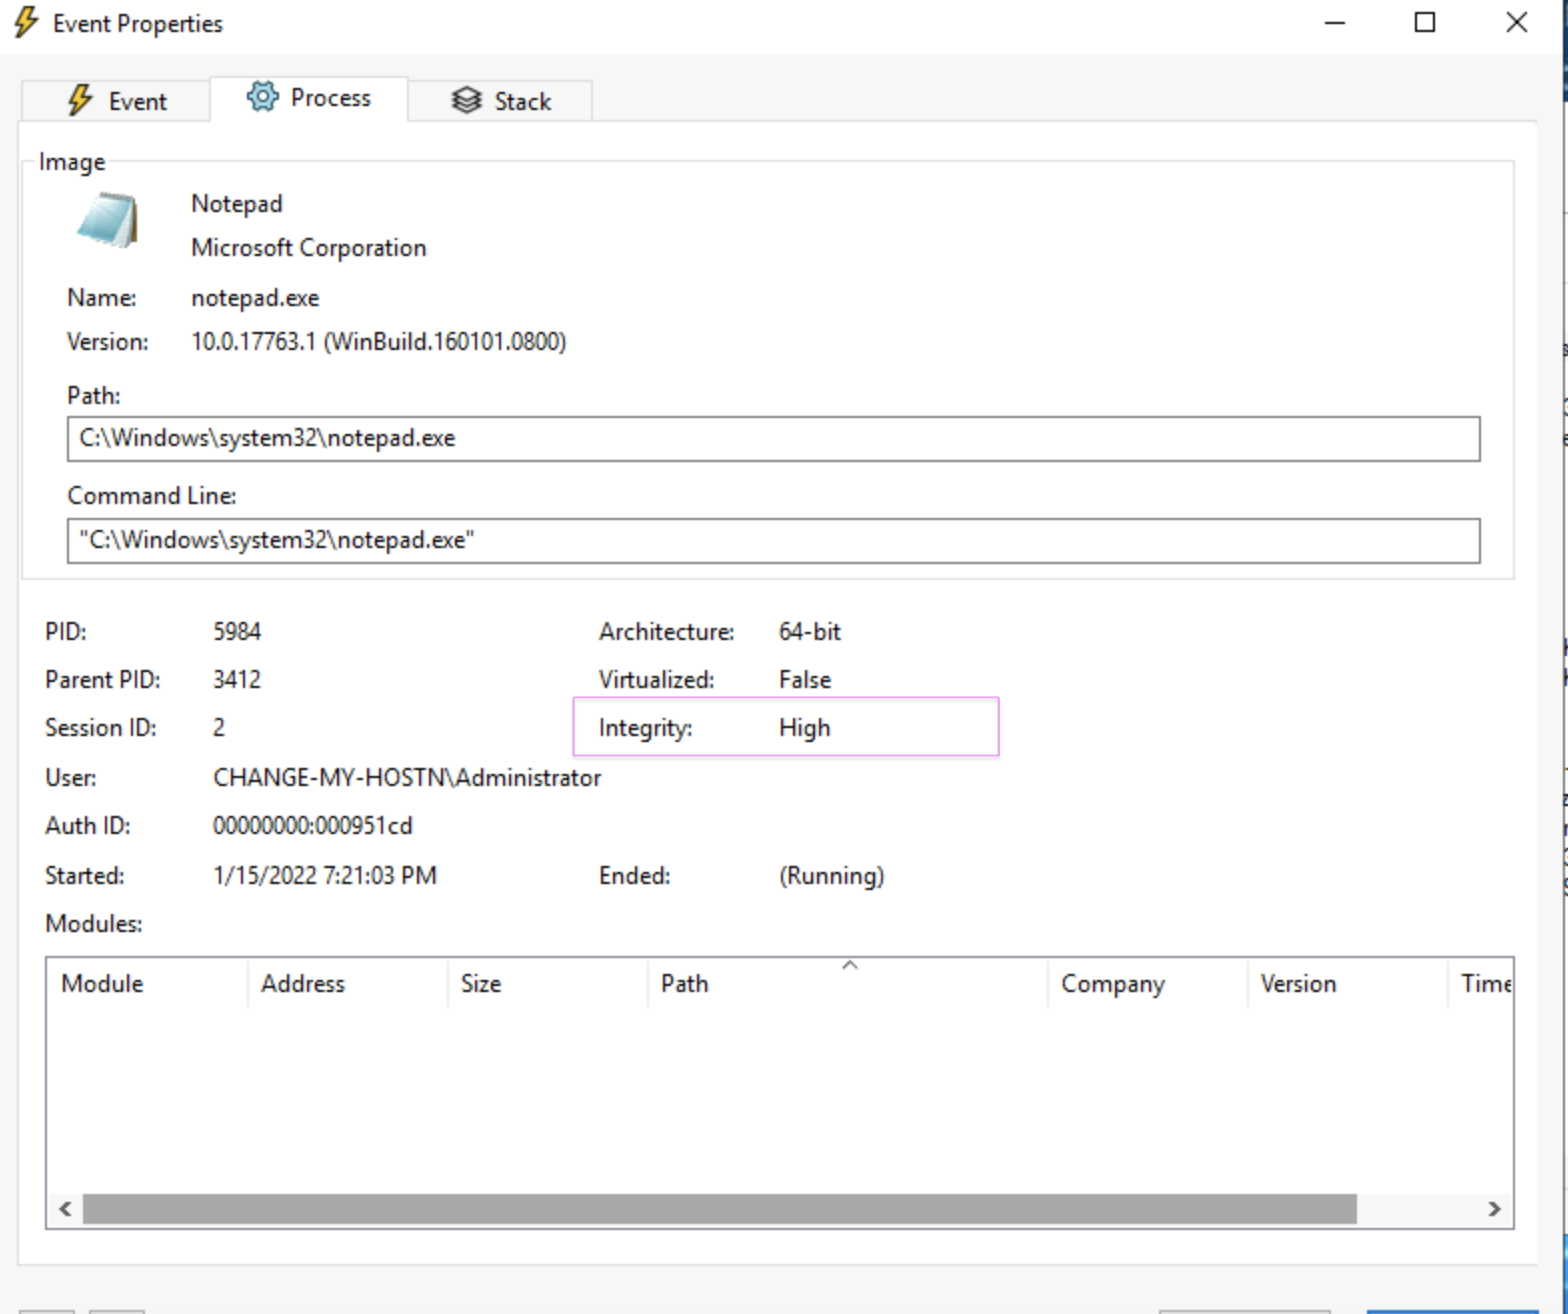 Event Properties
Event
Process
Stack
Image
Notepad
Microsoft Corporation
Name: notepad.exe
Version: 10.0.17763.1 (WinBuild.160101.0800)
Path:
C:\Windows\system32\notepad.exe
Command Line:
"C:\Windows\system32\notepad.exe"
PID: 5984 Architecture: 64-bit
Parent PID: 3412 Virtualized: False
Session ID: 2 Integrity: High
User: CHANGE-MY-HOSTN\Administrator
Auth ID: 00000000:000951cd
Started: 1/15/2022 7:21:03 PM Ended: (Running)
Modules:
Module Address Size Path Company Version Time